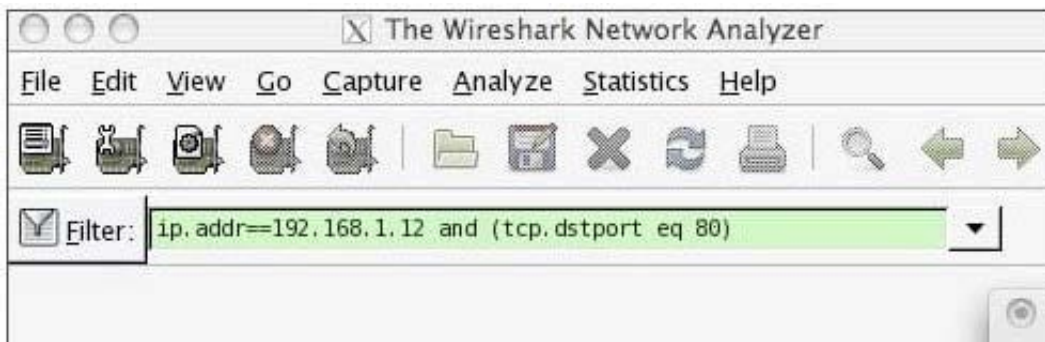 The Wireshark Network Analyzer
File Edit View Go Capture Analyze Statistics Help
Filter: ip.addr==192.168.1.12 and (tcp.dstport eq 80)